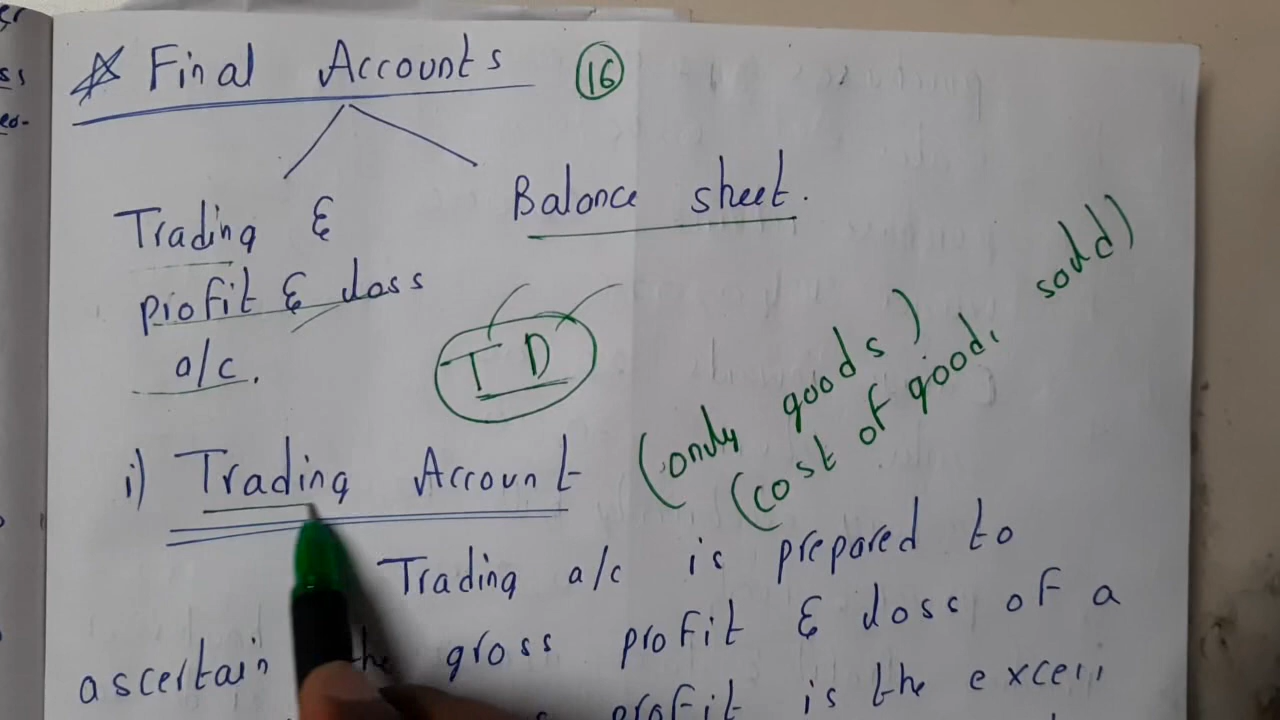 ☆ Final Accounts 16
Trading &
profit & loss
a/c.
Balance sheet.
T D
i) Trading Account
(only goods)
(cost of goods sold)
Trading a/c is prepared to
ascertain the gross profit & loss of a
profit is the excess